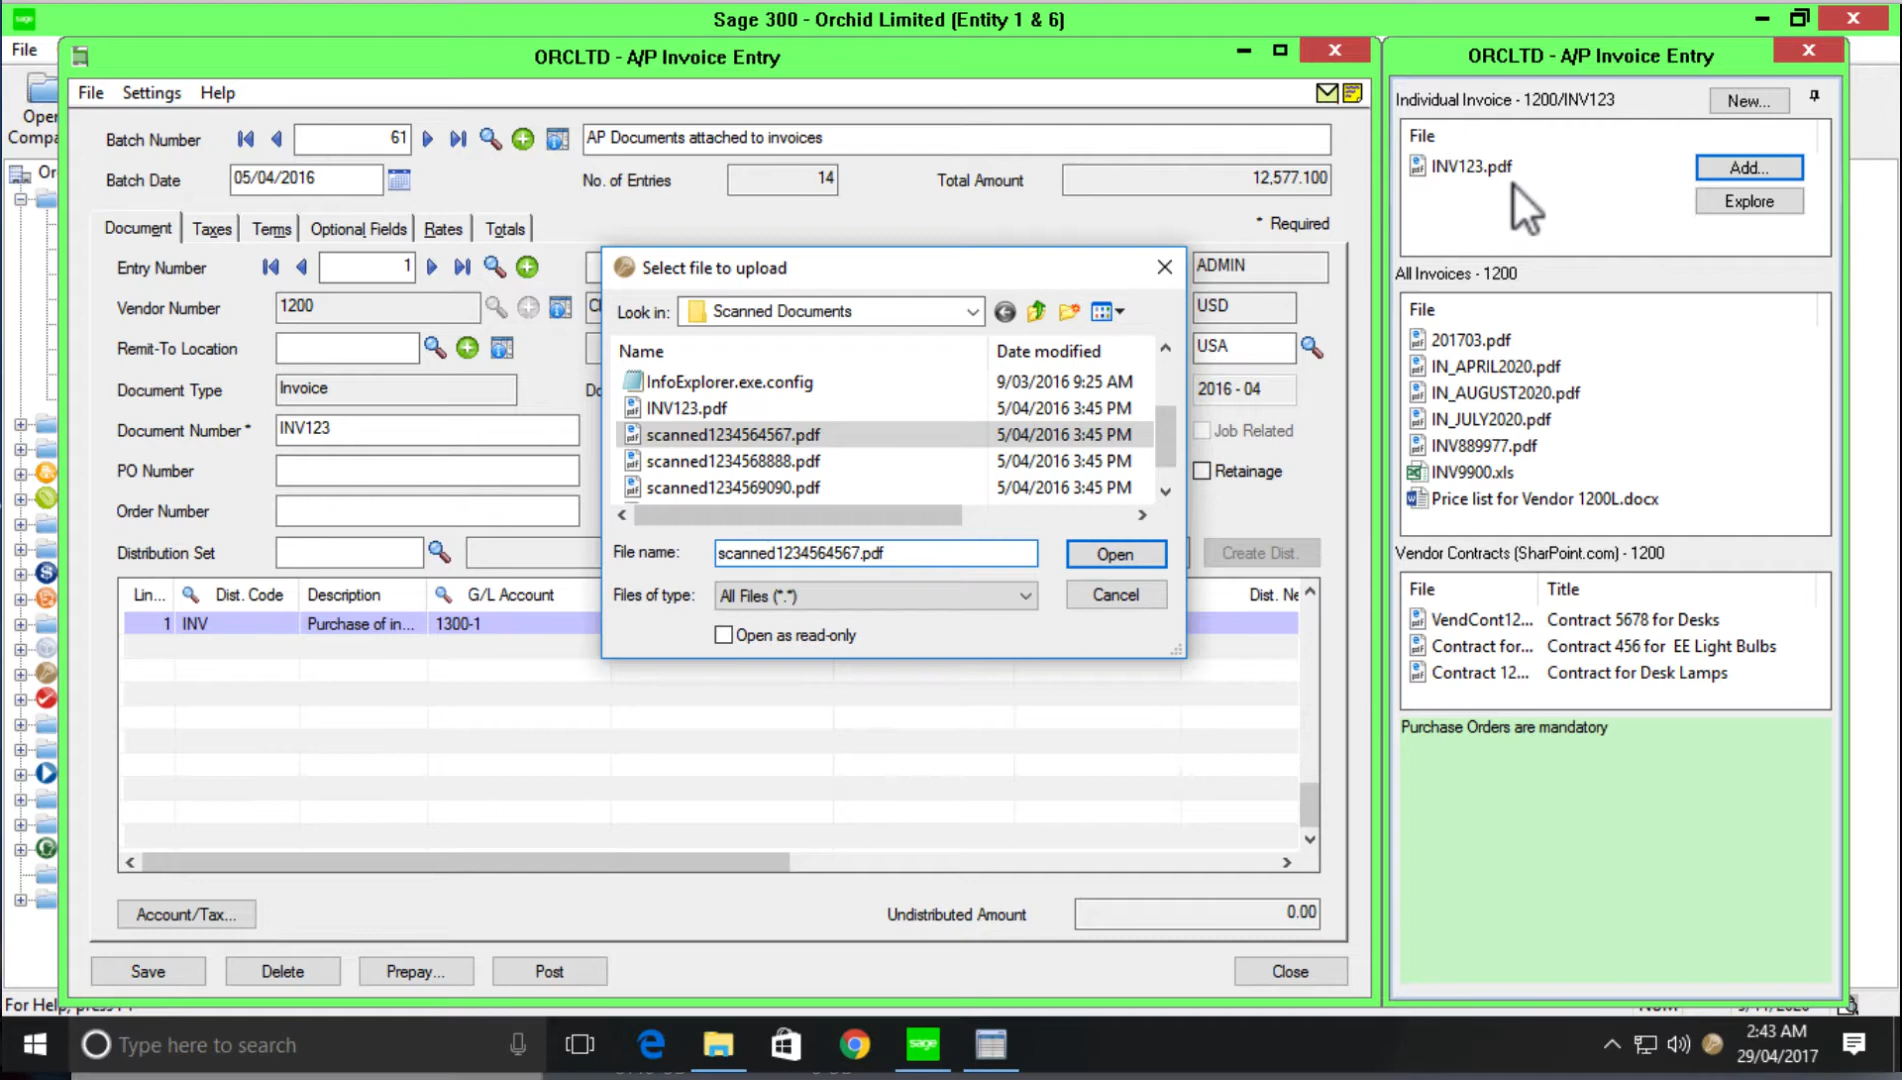 sage
Sage 300 - Orchid Limited (Entity 1 & 6)
File
Open
Compa
Or
ORCLTD - A/P Invoice Entry
File Settings Help
Batch Number 61 AP Documents attached to invoices
Batch Date 05/04/2016 No. of Entries 14 Total Amount 12,577.100
Document Taxes Terms Optional Fields Rates Totals * Required
Entry Number 1 ADMIN
Vendor Number 1200 USD
Remit-To Location USA
Document Type Invoice Do 2016 - 04
Document Number * INV123 Job Related
PO Number Retainage
Order Number
Distribution Set Create Dist.
Lin... Dist. Code Description G/L Account Dist. Ne
1 INV Purchase of in... 1300-1
Account/Tax... Undistributed Amount 0.00
Save Delete Prepay... Post Close
Select file to upload
Look in: Scanned Documents
Name Date modified
InfoExplorer.exe.config 9/03/2016 9:25 AM
INV123.pdf 5/04/2016 3:45 PM
scanned1234564567.pdf 5/04/2016 3:45 PM
scanned1234568888.pdf 5/04/2016 3:45 PM
scanned1234569090.pdf 5/04/2016 3:45 PM
File name: scanned1234564567.pdf Open
Files of type: All Files (*.*) Cancel
Open as read-only
ORCLTD - A/P Invoice Entry
Individual Invoice - 1200/INV123 New...
File
INV123.pdf Add...
Explore
All Invoices - 1200
File
201703.pdf
IN_APRIL2020.pdf
IN_AUGUST2020.pdf
IN_JULY2020.pdf
INV889977.pdf
INV9900.xls
Price list for Vendor 1200L.docx
Vendor Contracts (SharPoint.com) - 1200
File Title
VendCont12... Contract 5678 for Desks
Contract for... Contract 456 for EE Light Bulbs
Contract 12... Contract for Desk Lamps
Purchase Orders are mandatory
For Help, press F1
Type here to search
sage
2:43 AM
29/04/2017